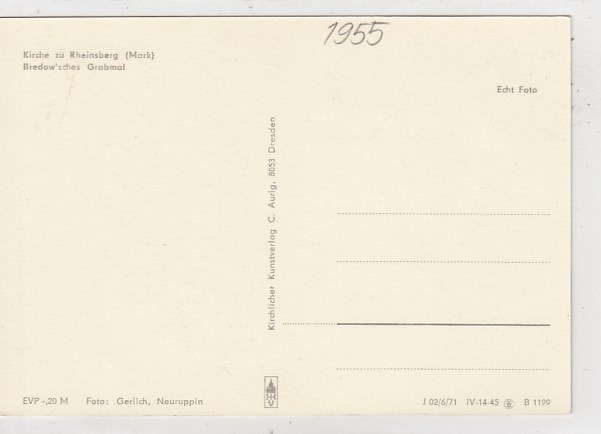 1955
Kirche zu Rheinsberg (Mark)
Bredow'sches Grabmal
Echt Foto
Kirchlicher Kunstverlag C. Aurig, 8053 Dresden
EVP -,20 M Foto: Gerlich, Neuruppin
J 02/6/71 IV-14-45 B 1199